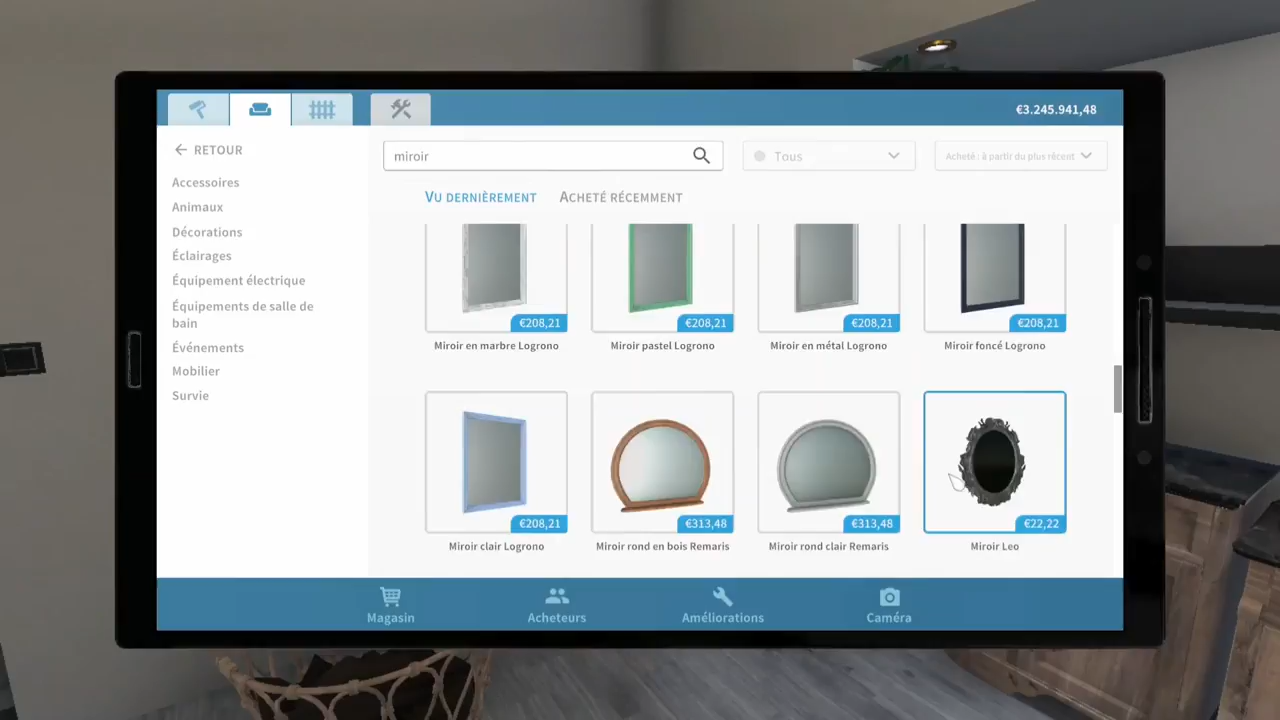 €3.245.941,48
RETOUR
miroir
Tous
Acheté : à partir du plus récent
VU DERNIÈREMENT
ACHETÉ RÉCEMMENT
Accessoires
Animaux
Décorations
Éclairages
Équipement électrique
Équipements de salle de
bain
Événements
Mobilier
Survie
€208,21
€208,21
€208,21
€208,21
Miroir en marbre Logrono
Miroir pastel Logrono
Miroir en métal Logrono
Miroir foncé Logrono
€208,21
€313,48
€313,48
€22,22
Miroir clair Logrono
Miroir rond en bois Remaris
Miroir rond clair Remaris
Miroir Leo
Magasin
Acheteurs
Améliorations
Caméra